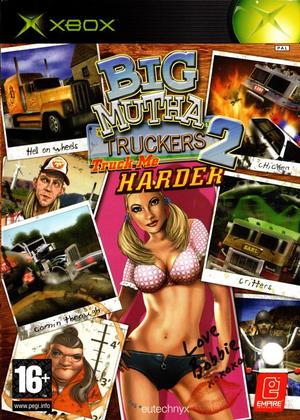 XBOX
PAL
BIG
MUTHA
TRUCKERS 2
Truck Me
HARDER
Hell on wheels
Chicken
Critters
comin' through
Love
Bobbie
xoxoxo
16+
www.pegi.info
eutechnyx
e
EMPIRE